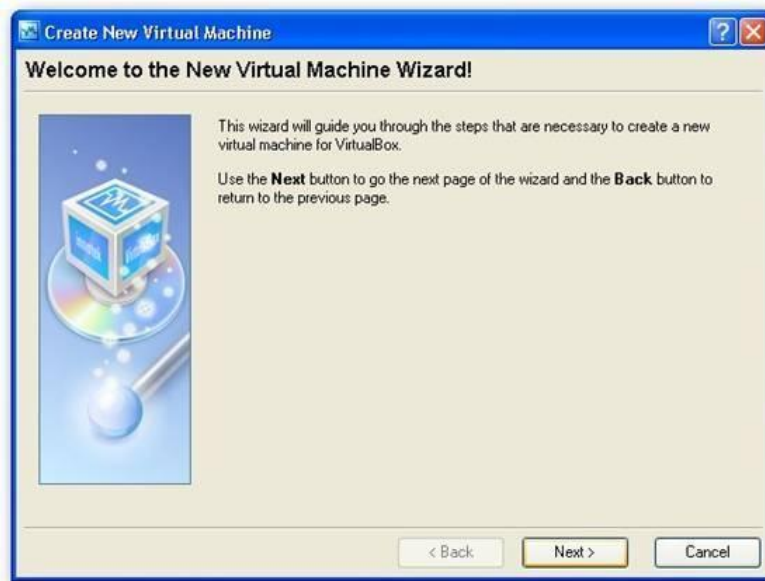 Create New Virtual Machine
Welcome to the New Virtual Machine Wizard!
This wizard will guide you through the steps that are necessary to create a new
virtual machine for VirtualBox.
Use the Next button to go the next page of the wizard and the Back button to
return to the previous page.
innotek
VirtualBox
< Back
Next >
Cancel